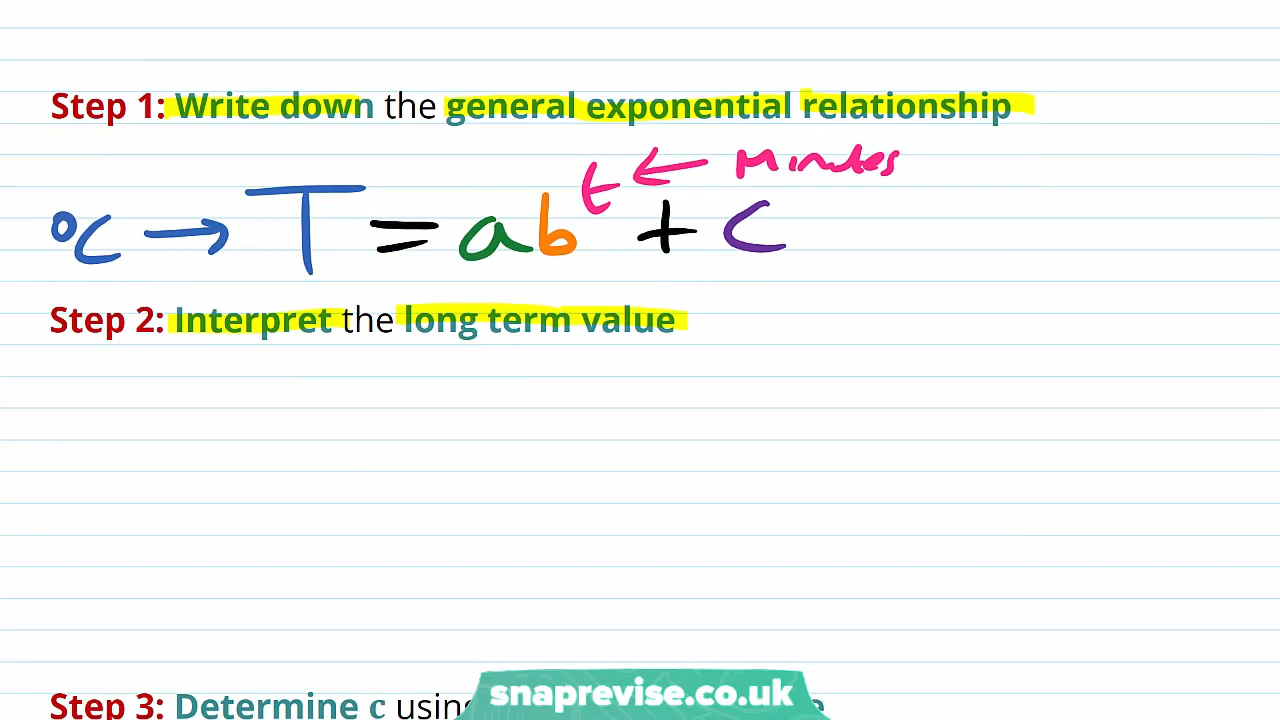 Step 1: Write down the general exponential relationship
t ← Minutes
°C → T = ab + c
Step 2: Interpret the long term value
snaprevise.co.uk
Step 3: Determine c using e